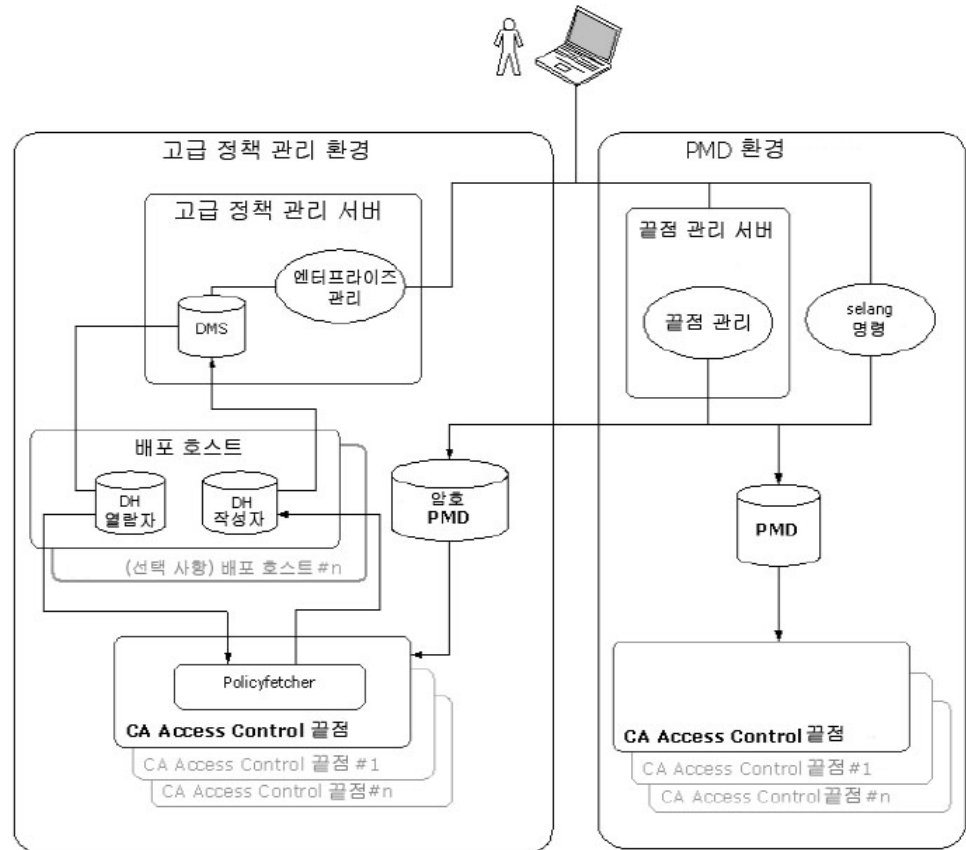 고급 정책 관리 환경
고급 정책 관리 서버
엔터프라이즈
관리
DMS
배포 호스트
DH
열람자
DH
작성자
(선택 사항) 배포 호스트 #n
암호
PMD
Policyfetcher
CA Access Control 끝점
CA Access Control 끝점 #1
CA Access Control 끝점#n
PMD 환경
끝점 관리 서버
끝점 관리
selang
명령
PMD
CA Access Control 끝점
CA Access Control 끝점#1
CA Access Control 끝점#n